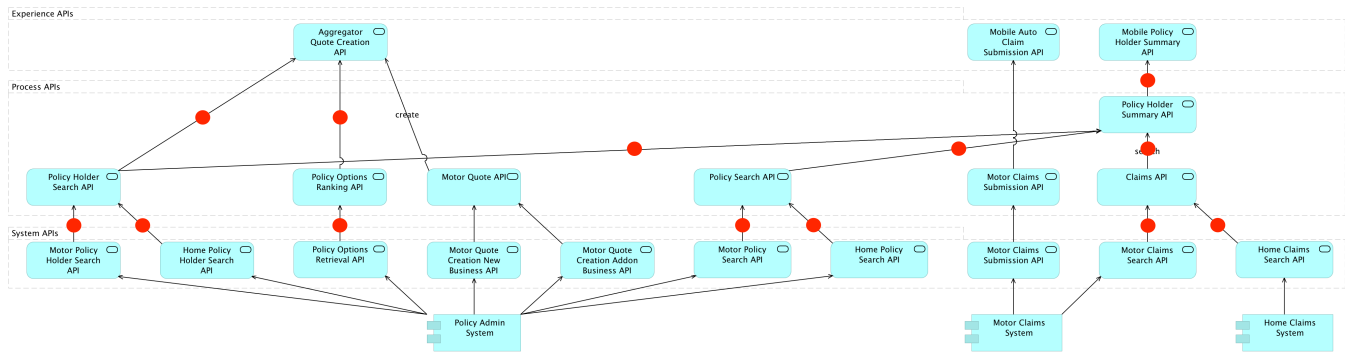 Experience APIs
Aggregator
Quote Creation
API
Mobile Auto
Claim
Submission API
Mobile Policy
Holder Summary
API
Process APIs
create
Policy Holder
Summary API
search
Policy Holder
Search API
Policy Options
Ranking API
Motor Quote API
Policy Search API
Motor Claims
Submission API
Claims API
System APIs
Motor Policy
Holder Search
API
Home Policy
Holder Search
API
Policy Options
Retrieval API
Motor Quote
Creation New
Business API
Motor Quote
Creation Addon
Business API
Motor Policy
Search API
Home Policy
Search API
Motor Claims
Submission API
Motor Claims
Search API
Home Claims
Search API
Policy Admin
System
Motor Claims
System
Home Claims
System